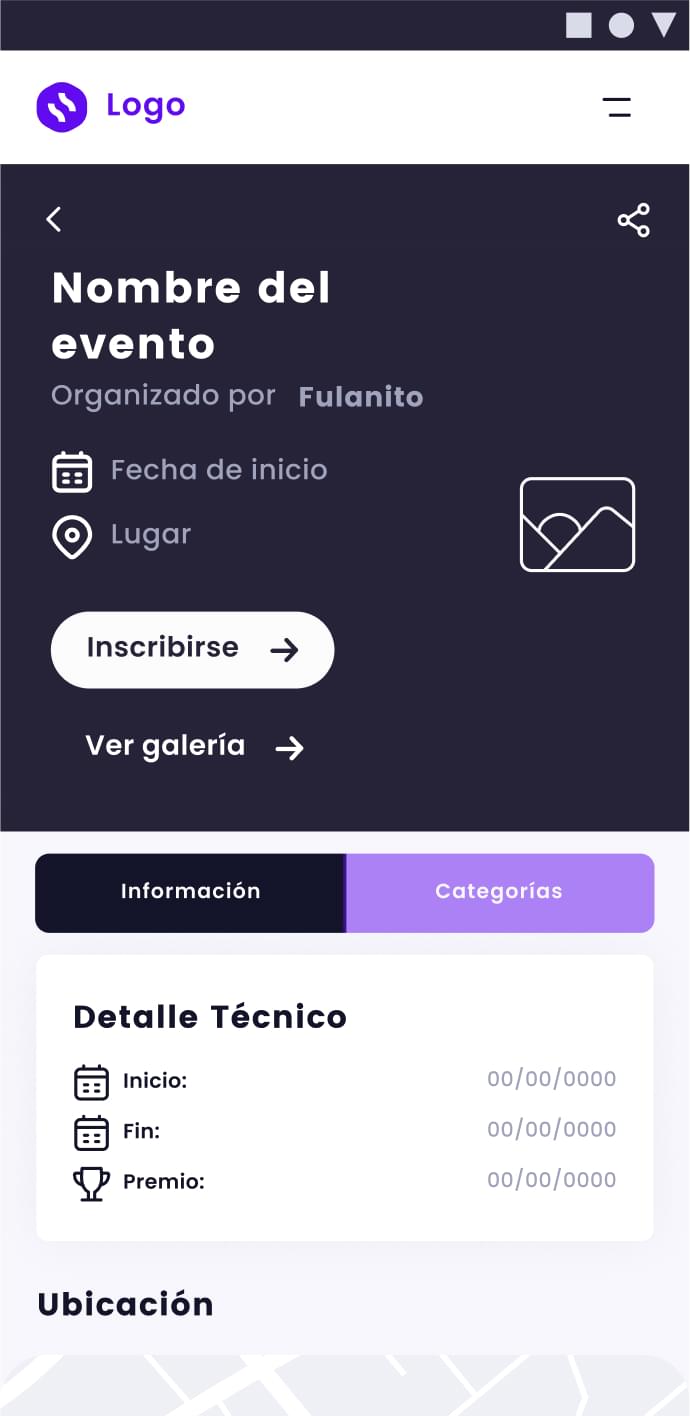 Logo
Nombre del
evento
Organizado por Fulanito
Fecha de inicio
Lugar
Inscribirse
Ver galería
Información Categorías
Detalle Técnico
Inicio: 00/00/0000
Fin: 00/00/0000
Premio: 00/00/0000
Ubicación